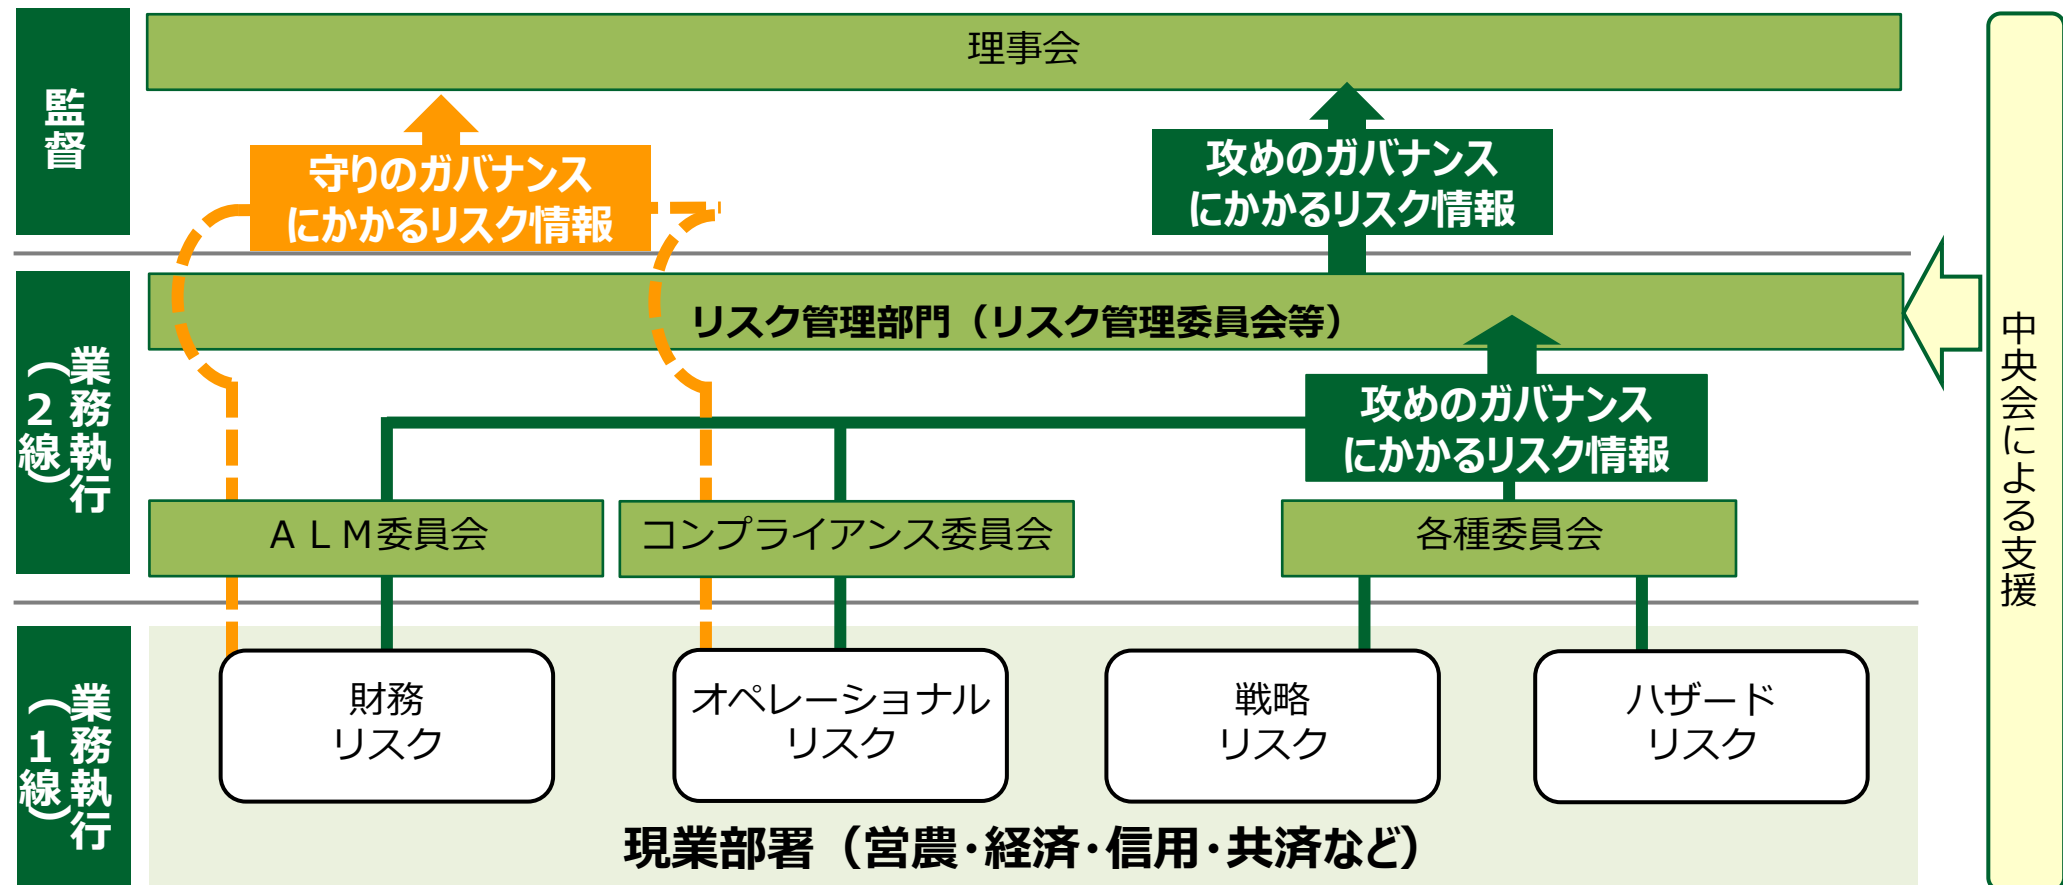 監督
理事会
守りのガバナンス
にかかるリスク情報
攻めのガバナンス
にかかるリスク情報
業務執行
（２線）
リスク管理部門（リスク管理委員会等）
攻めのガバナンス
にかかるリスク情報
ＡＬＭ委員会
コンプライアンス委員会
各種委員会
業務執行
（１線）
財務
リスク
オペレーショナル
リスク
戦略
リスク
ハザード
リスク
現業部署（営農・経済・信用・共済など）
中央会による支援